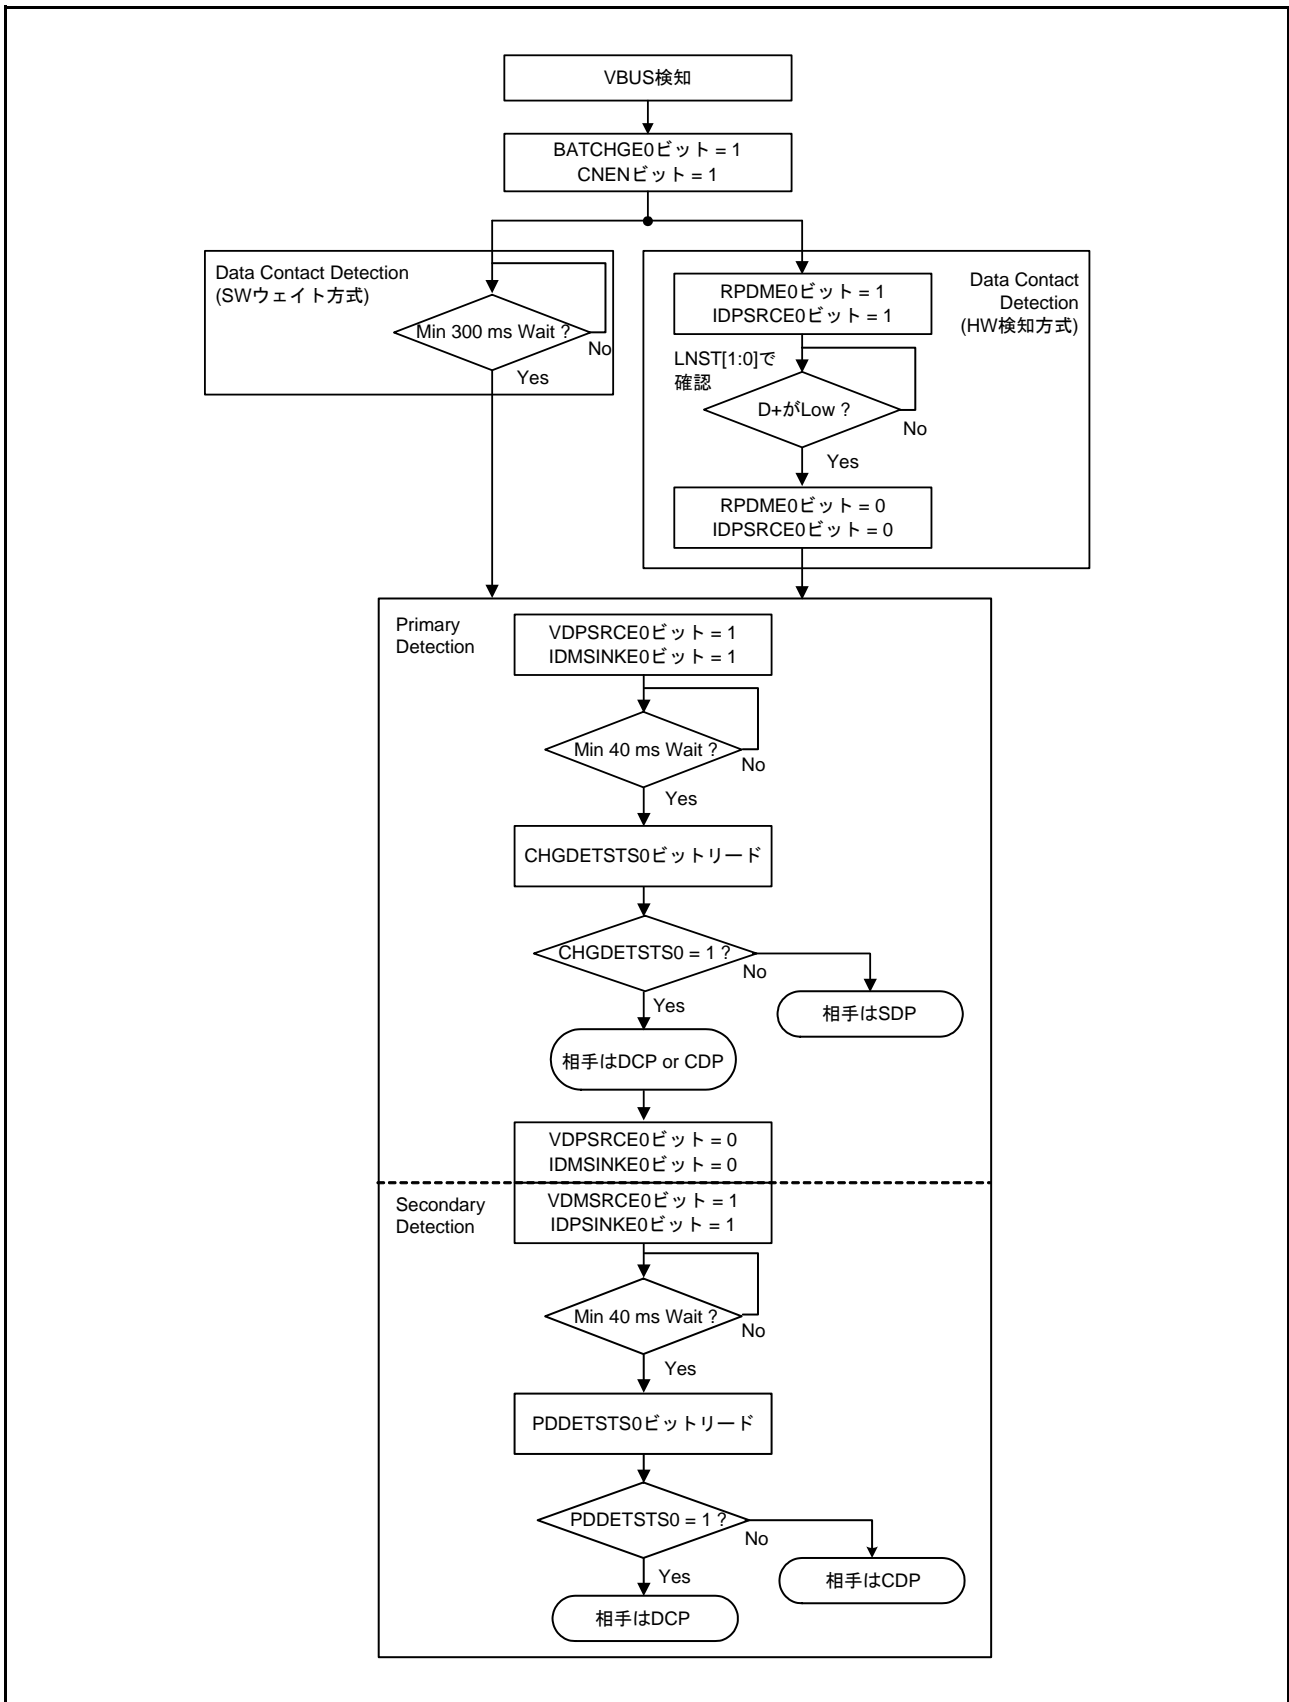 VBUS検知
BATCHGE0ビット = 1
CNENビット = 1
Data Contact Detection
(SWウェイト方式)
Min 300 ms Wait ?
No
Yes
Data Contact
Detection
(HW検知方式)
RPDME0ビット = 1
IDPSRCE0ビット = 1
LNST[1:0]で
確認
D+がLow ?
No
Yes
RPDME0ビット = 0
IDPSRCE0ビット = 0
Primary
Detection
VDPSRCE0ビット = 1
IDMSINKE0ビット = 1
Min 40 ms Wait ?
No
Yes
CHGDETSTS0ビットリード
CHGDETSTS0 = 1 ?
No
Yes
相手はSDP
相手はDCP or CDP
VDPSRCE0ビット = 0
IDMSINKE0ビット = 0
Secondary
Detection
VDMSRCE0ビット = 1
IDPSINKE0ビット = 1
Min 40 ms Wait ?
No
Yes
PDDETSTS0ビットリード
PDDETSTS0 = 1 ?
No
Yes
相手はCDP
相手はDCP